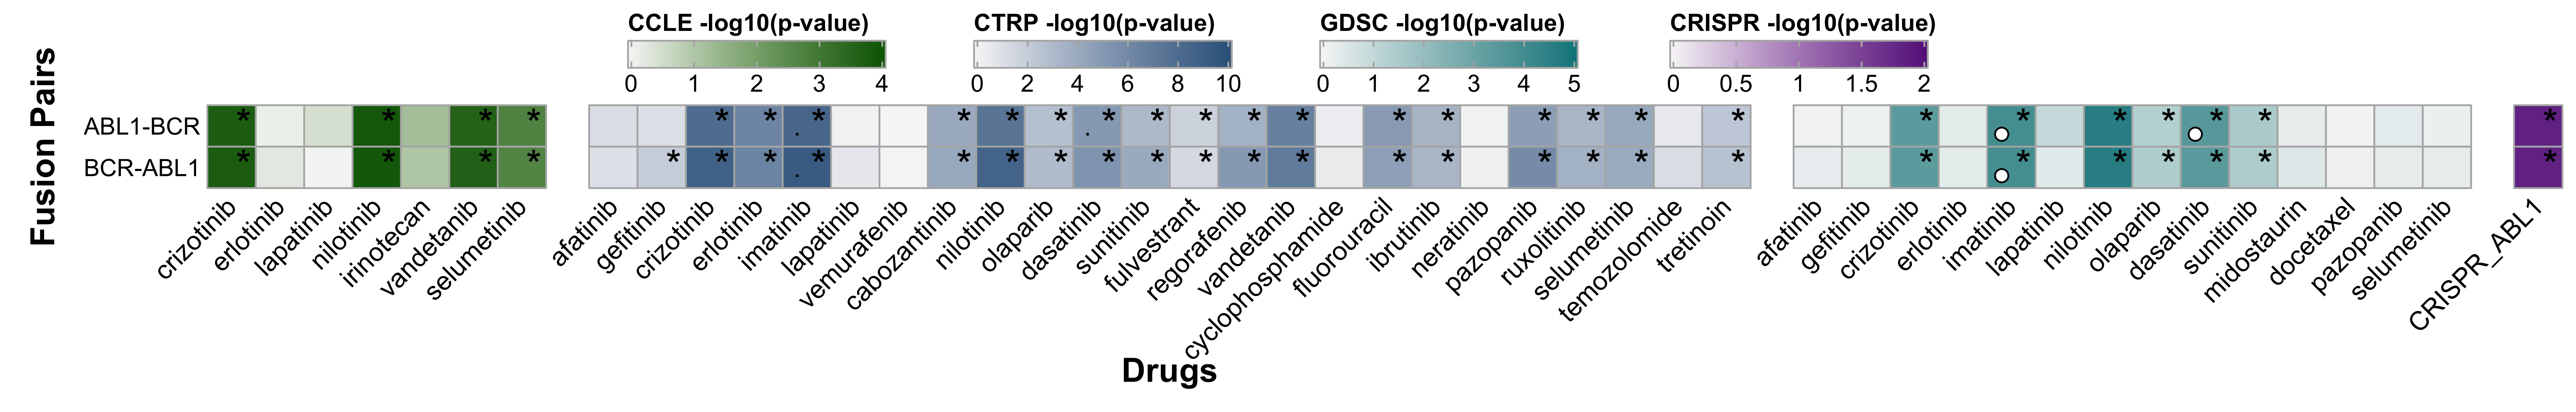 CCLE -log10(p-value)
0 1 2 3 4
CTRP -log10(p-value)
0 2 4 6 8 10
GDSC -log10(p-value)
0 1 2 3 4 5
CRISPR -log10(p-value)
0 0.5 1 1.5 2
Fusion Pairs
ABL1-BCR
* * * * * * * * * * * * * * * * * * * * * * * * * * * * * *
BCR-ABL1
* * * * * * * * * * * * * * * * * * * * * * * * * * * * * * *
crizotinib
erlotinib
lapatinib
nilotinib
irinotecan
vandetanib
selumetinib
afatinib
gefitinib
crizotinib
erlotinib
imatinib
lapatinib
vemurafenib
cabozantinib
nilotinib
olaparib
dasatinib
sunitinib
fulvestrant
regorafenib
vandetanib
cyclophosphamide
fluorouracil
ibrutinib
neratinib
pazopanib
ruxolitinib
selumetinib
temozolomide
tretinoin
afatinib
gefitinib
crizotinib
erlotinib
imatinib
lapatinib
nilotinib
olaparib
dasatinib
sunitinib
midostaurin
docetaxel
pazopanib
selumetinib
CRISPR_ABL1
Drugs